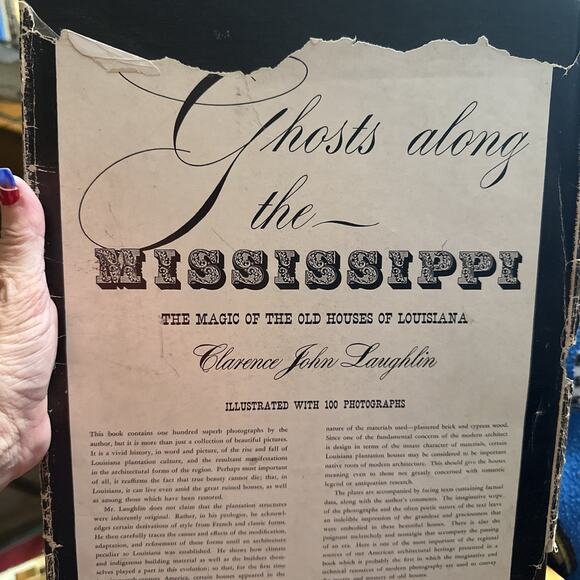 Ghosts along
the
MISSISSIPPI
THE MAGIC OF THE OLD HOUSES OF LOUISIANA
Clarence John Laughlin
ILLUSTRATED WITH 100 PHOTOGRAPHS
This book contains one hundred superb photographs by the
author, but it is more than just a collection of beautiful pictures.
It is a vivid history, in word and picture, of the rise and fall of
Louisiana plantation culture, and the resultant manifestations
in the architectural forms of the region. Perhaps most important
of all, it reaffirms the fact that true beauty cannot die; that, in
Louisiana, it can live even amid the great ruined houses, as well
as among those which have been restored.
Mr. Laughlin does not claim that the plantation structures
were inherently original. Rather, in his prologue, he acknowl-
edges certain derivations of style from French and classic forms.
He then carefully traces the causes and effects of the modification,
adaptation, and refinement of these forms until an architecture
peculiar to Louisiana was established. He shows how climate
and indigenous building material as well as the builders them-
selves played a part in this evolution; so that, for the first time
century America, certain houses appeared in the
nature of the materials used—plastered brick and cypress wood.
Since one of the fundamental concerns of the modern architect
is design in terms of the innate character of materials, certain
Louisiana plantation houses may be considered to be important
native roots of modern architecture. This should give the houses
meaning even to those not greatly concerned with romantic
legend or antiquarian research.
The plates are accompanied by facing texts containing factual
data, along with the author's comments. The imaginative scope
of the photographs and the often poetic nature of the text leave
an indelible impression of the grandeur and graciousness that
were embodied in these beautiful houses. There is also the
poignant melancholy and nostalgia that accompany the passing
of an era. Here is one of the most important of the regional
sources of our American architectural heritage presented in a
book which is probably the first in which the imaginative and
technical resources of modern photography are used to convey
the and mystery of old houses.